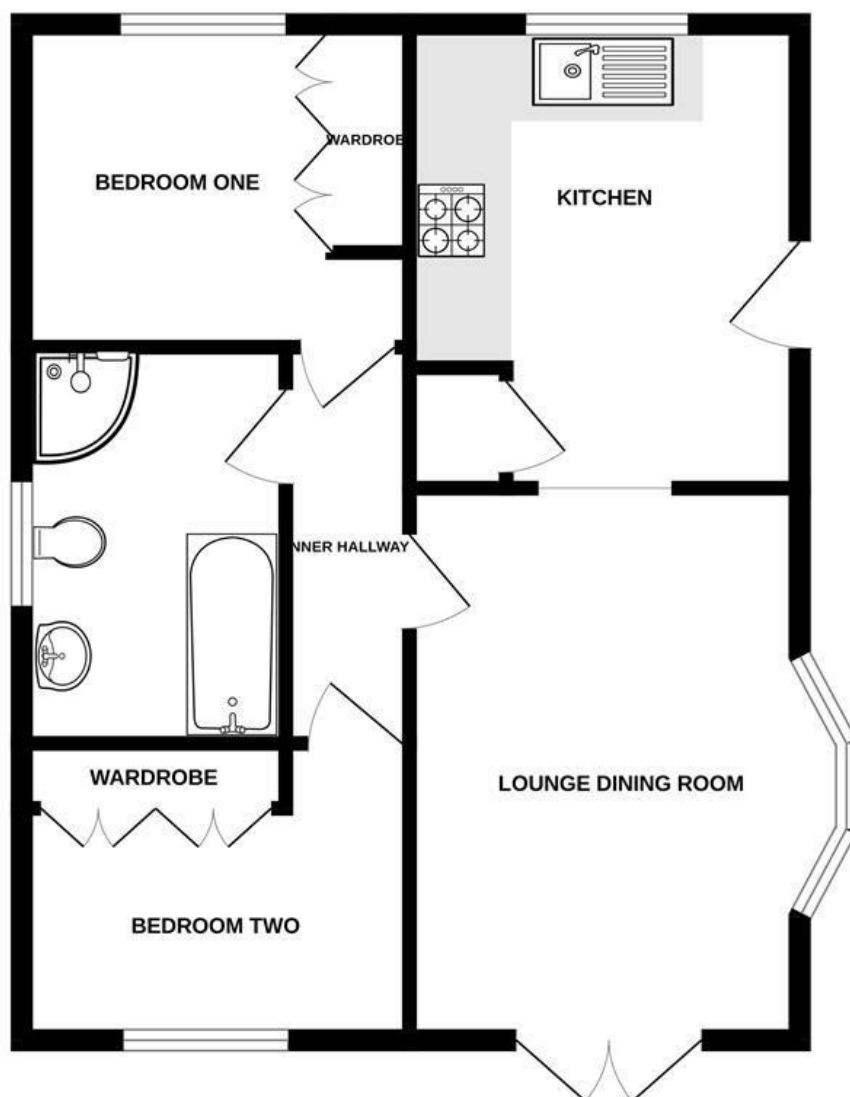 WARDROBE
BEDROOM ONE
KITCHEN
NNER HALLWAY
WARDROBE
LOUNGE DINING ROOM
BEDROOM TWO